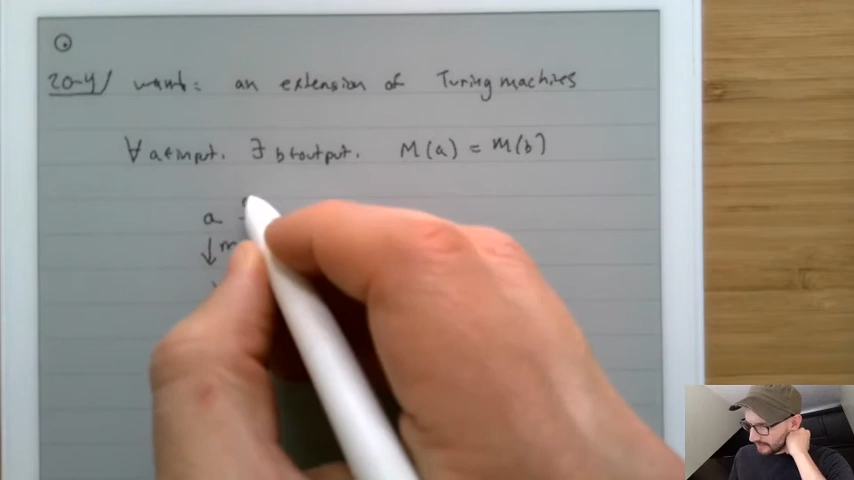 20-4/ want: an extension of Turing machines
∀ a∈input. ∃ b∈output. M(a) = M(b)
a
↓m